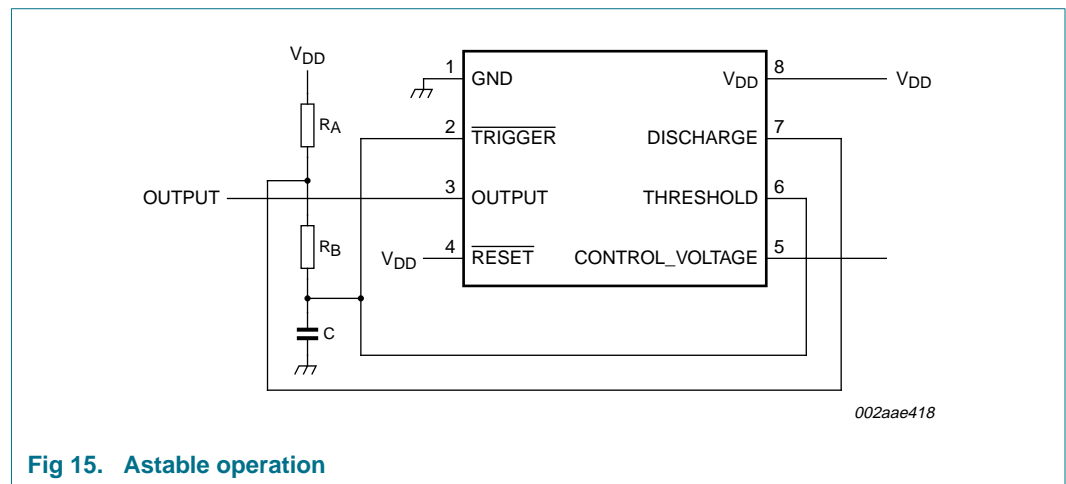 VDD
1 GND
VDD 8 VDD
RA
2 TRIGGER
DISCHARGE 7
OUTPUT 3 OUTPUT
THRESHOLD 6
RB
VDD 4 RESET
CONTROL_VOLTAGE 5
C
002aae418
Fig 15. Astable operation